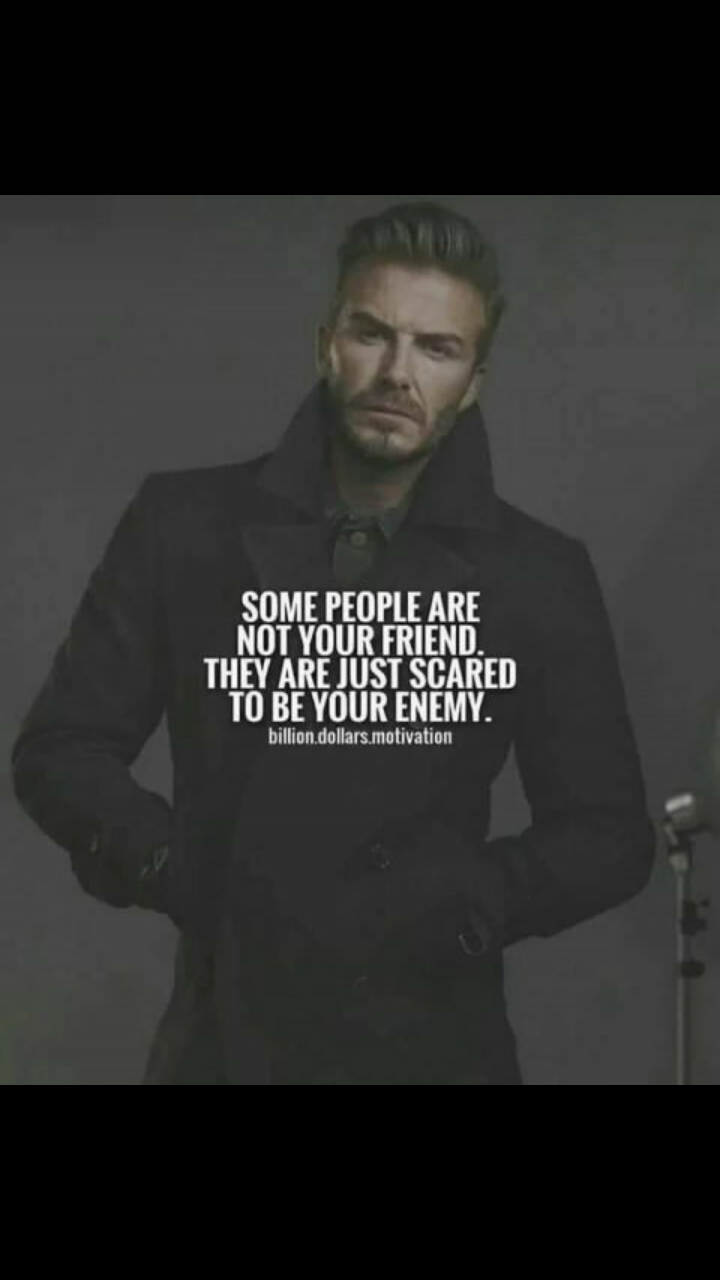 SOME PEOPLE ARE
NOT YOUR FRIEND.
THEY ARE JUST SCARED
TO BE YOUR ENEMY.
billion.dollars.motivation